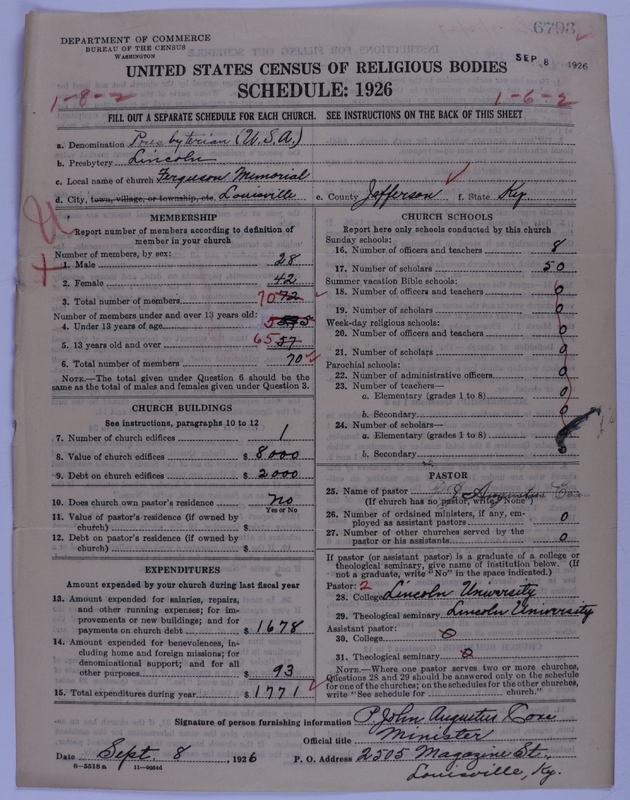 6793
DEPARTMENT OF COMMERCE
BUREAU OF THE CENSUS
WASHINGTON
SEP 8 1926
UNITED STATES CENSUS OF RELIGIOUS BODIES
SCHEDULE: 1926
1-8-2
1-6-2
FILL OUT A SEPARATE SCHEDULE FOR EACH CHURCH. SEE INSTRUCTIONS ON THE BACK OF THIS SHEET
a. Denomination Presbyterian (U.S.A.)
b. Presbytery Lincoln
c. Local name of church Ferguson Memorial
d. City, town, village, or township, etc Louisville e. County Jefferson f. State Ky.
MEMBERSHIP
Report number of members according to definition of
member in your church
Number of members, by sex:
1. Male 28
2. Female 42
3. Total number of members 70 72
Number of members under and over 13 years old:
4. Under 13 years of age 5
5. 13 years old and over 65 57
6. Total number of members 70
NOTE.—The total given under Question 6 should be
same as the total of males and females given under Question 3.
CHURCH BUILDINGS
See instructions, paragraphs 10 to 12
7. Number of church edifices 1
8. Value of church edifices $ 8000
9. Debt on church edifices $ 2000
10. Does church own pastor's residence No
Yes or No
11. Value of pastor's residence (if owned by
church) $
12. Debt on pastor's residence (if owned by
church) $
EXPENDITURES
Amount expended by your church during last fiscal year
13. Amount expended for salaries, repairs,
and other running expenses; for im-
provements or new buildings; and for
payments on church debt $ 1678
14. Amount expended for benevolences, in-
cluding home and foreign missions; for
denominational support; and for all
other purposes $ 93
15. Total expenditures during year $ 1771
CHURCH SCHOOLS
Report here only schools conducted by this church
Sunday schools:
16. Number of officers and teachers 8
17. Number of scholars 50
Summer vacation Bible schools:
18. Number of officers and teachers 0
19. Number of scholars 0
Week-day religious schools:
20. Number of officers and teachers 0
21. Number of scholars 0
Parochial schools:
22. Number of administrative officers 0
23. Number of teachers—
a. Elementary (grades 1 to 8) 0
b. Secondary 0
24. Number of scholars—
a. Elementary (grades 1 to 8)
b. Secondary 0
PASTOR
25. Name of pastor Augustus
(If church has no pastor, write "None")
26. Number of ordained ministers, if any, em-
ployed as assistant pastors 0
27. Number of other churches served by the
pastor or his assistants 0
If pastor (or assistant pastor) is a graduate of a college or
theological seminary, give name of institution below. (If
not a graduate, write "No" in the space indicated.)
Pastor: 2
28. College Lincoln University
29. Theological seminary Lincoln University
Assistant pastor:
30. College 0
31. Theological seminary 0
NOTE.—Where one pastor serves two or more churches,
Questions 28 and 29 should be answered only on the schedule
for one of the churches; on the schedules for the other churches,
write "See schedule for church."
Signature of person furnishing information P. John Augustus Coxe
Official title Minister
Date Sept. 8, 1926 P. O. Address 2505 Magazine St.,
Louisville, Ky.
8-5518a